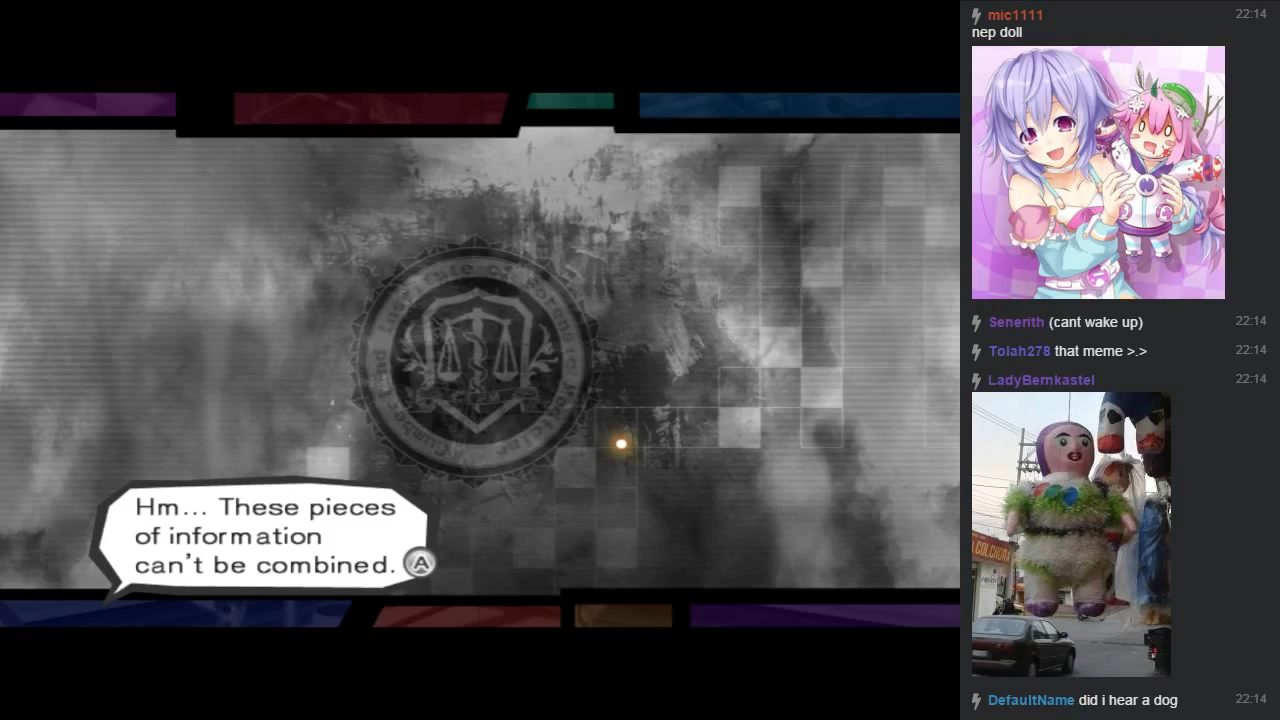 Hm... These pieces
of information
can't be combined.
A
mic1111 22:14
nep doll
Senerith (cant wake up) 22:14
Tolah278 that meme >.> 22:14
LadyBernkastel 22:14
DefaultName did i hear a dog 22:14